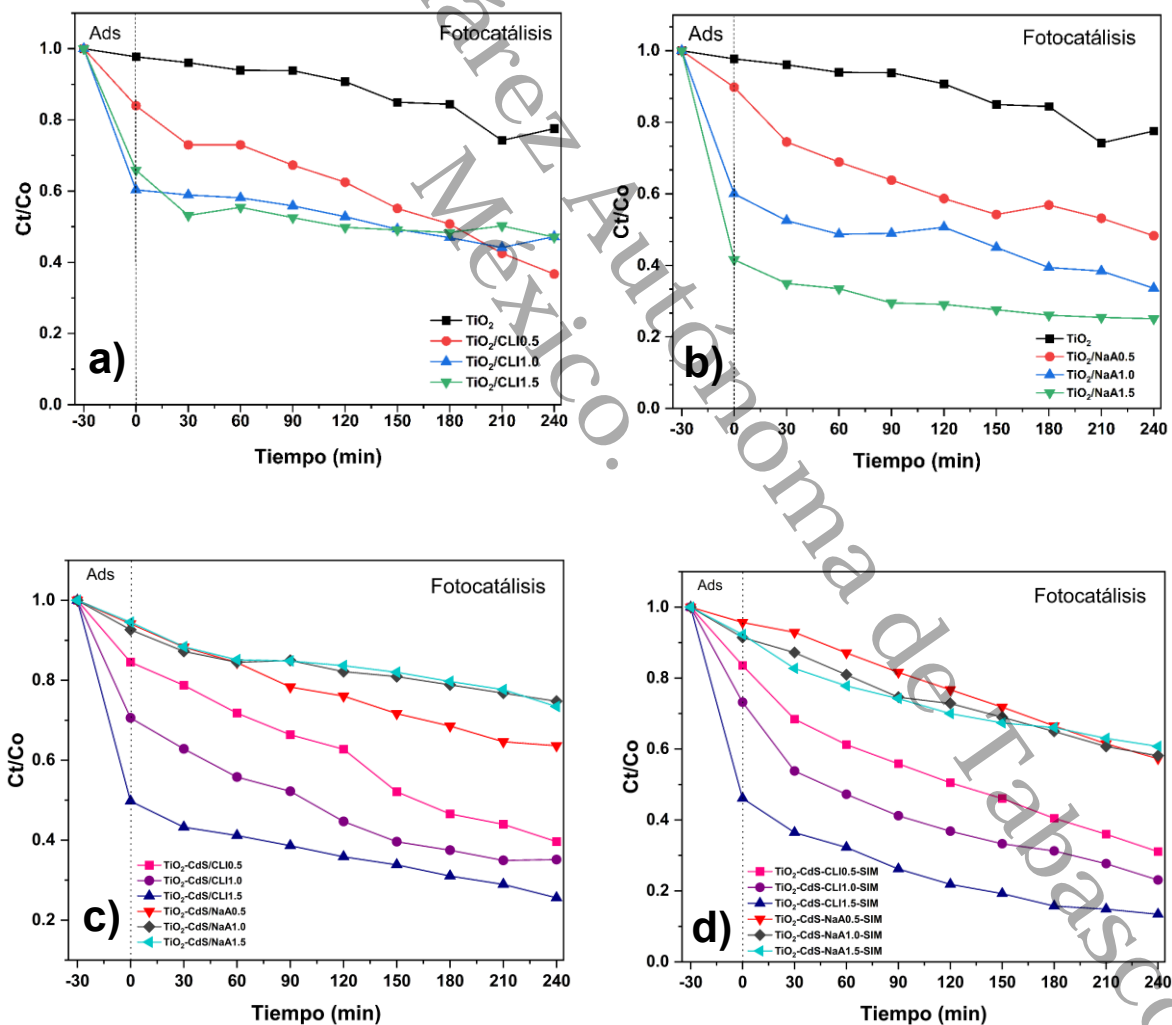 Ads
Fotocatálisis
1.0
0.8
0.6
0.4
0.2
0.0
Ct/Co
a)
TiO2
TiO2/CLI0.5
TiO2/CLI1.0
TiO2/CLI1.5
-30 0 30 60 90 120 150 180 210 240
Tiempo (min)
Ads
Fotocatálisis
1.0
0.8
0.6
0.4
0.2
0.0
Ct/Co
b)
TiO2
TiO2/NaA0.5
TiO2/NaA1.0
TiO2/NaA1.5
-30 0 30 60 90 120 150 180 210 240
Tiempo (min)
Ads
Fotocatálisis
1.0
0.8
0.6
0.4
0.2
Ct/Co
c)
TiO2-CdS/CLI0.5
TiO2-CdS/CLI1.0
TiO2-CdS/CLI1.5
TiO2-CdS/NaA0.5
TiO2-CdS/NaA1.0
TiO2-CdS/NaA1.5
-30 0 30 60 90 120 150 180 210 240
Tiempo (min)
Ads
Fotocatálisis
1.0
0.8
0.6
0.4
0.2
0.0
Ct/Co
d)
TiO2-CdS-CLI0.5-SIM
TiO2-CdS-CLI1.0-SIM
TiO2-CdS-CLI1.5-SIM
TiO2-CdS-NaA0.5-SIM
TiO2-CdS-NaA1.0-SIM
TiO2-CdS-NaA1.5-SIM
-30 0 30 60 90 120 150 180 210 240
Tiempo (min)
Autónoma de Tabasco
México.